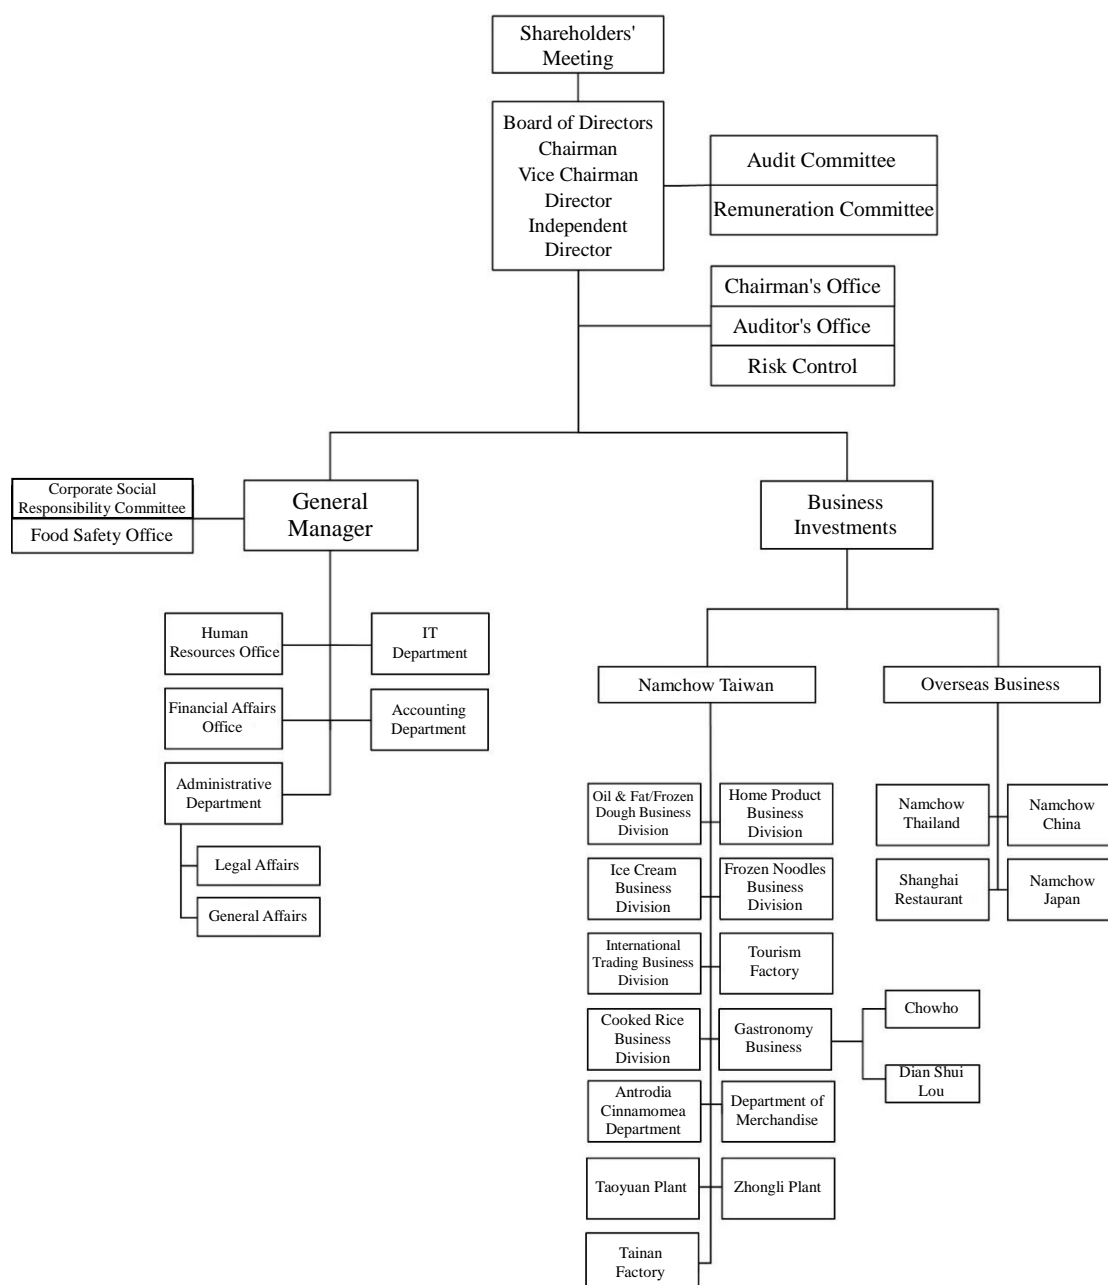 Shareholders'
Meeting
Board of Directors
Chairman
Vice Chairman
Director
Independent
Director
Audit Committee
Remuneration Committee
Chairman's Office
Auditor's Office
Risk Control
Corporate Social
Responsibility Committee
Food Safety Office
General
Manager
Business
Investments
Human
Resources Office
IT
Department
Financial Affairs
Office
Accounting
Department
Administrative
Department
Legal Affairs
General Affairs
Namchow Taiwan
Overseas Business
Oil & Fat/Frozen
Dough Business
Division
Home Product
Business
Division
Ice Cream
Business
Division
Frozen Noodles
Business
Division
International
Trading Business
Division
Tourism
Factory
Cooked Rice
Business
Division
Gastronomy
Business
Chowho
Dian Shui
Lou
Antrodia
Cinnamomea
Department
Department of
Merchandise
Taoyuan Plant
Zhongli Plant
Tainan
Factory
Namchow
Thailand
Namchow
China
Shanghai
Restaurant
Namchow
Japan